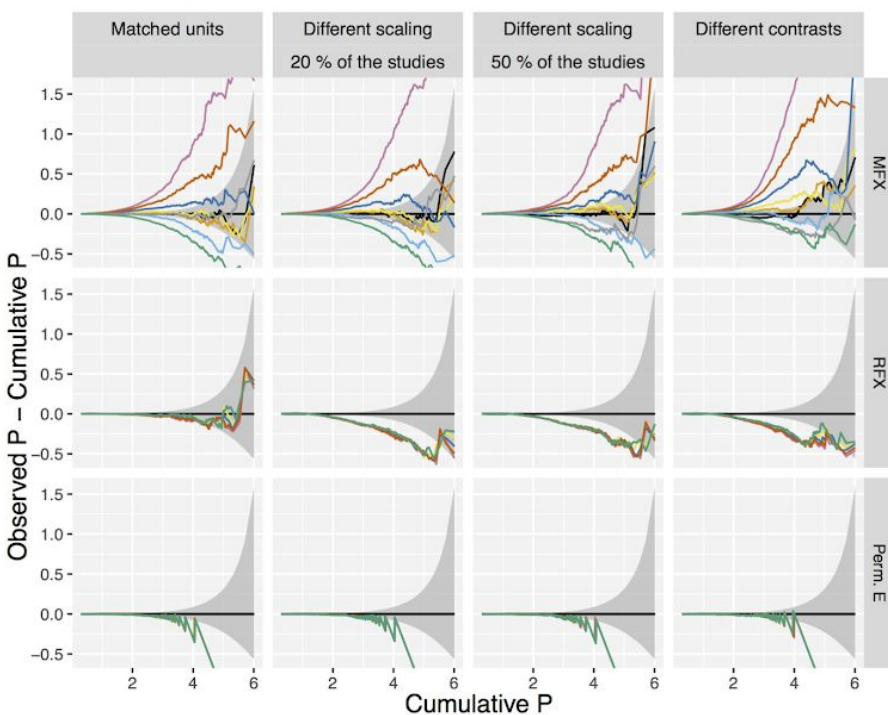 Matched units
Different scaling
20 % of the studies
Different scaling
50 % of the studies
Different contrasts
Observed P − Cumulative P
1.5
1.0
0.5
0.0
−0.5
MFX
1.5
1.0
0.5
0.0
−0.5
RFX
1.5
1.0
0.5
0.0
−0.5
Perm. E
2 4 6 2 4 6 2 4 6 2 4 6
Cumulative P